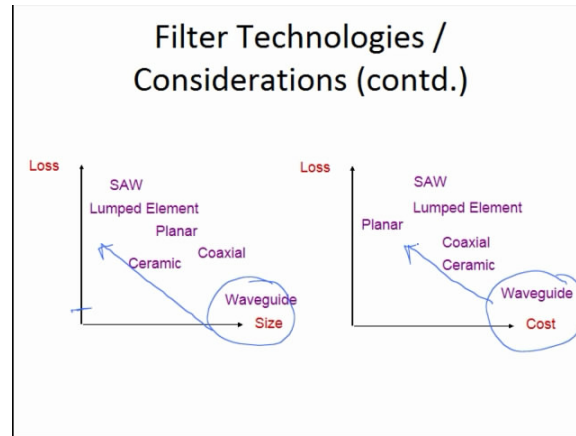 Filter Technologies /
Considerations (contd.)
Loss
SAW
Lumped Element
Planar
Coaxial
Ceramic
Waveguide
Size
Loss
SAW
Lumped Element
Planar
Coaxial
Ceramic
Waveguide
Cost